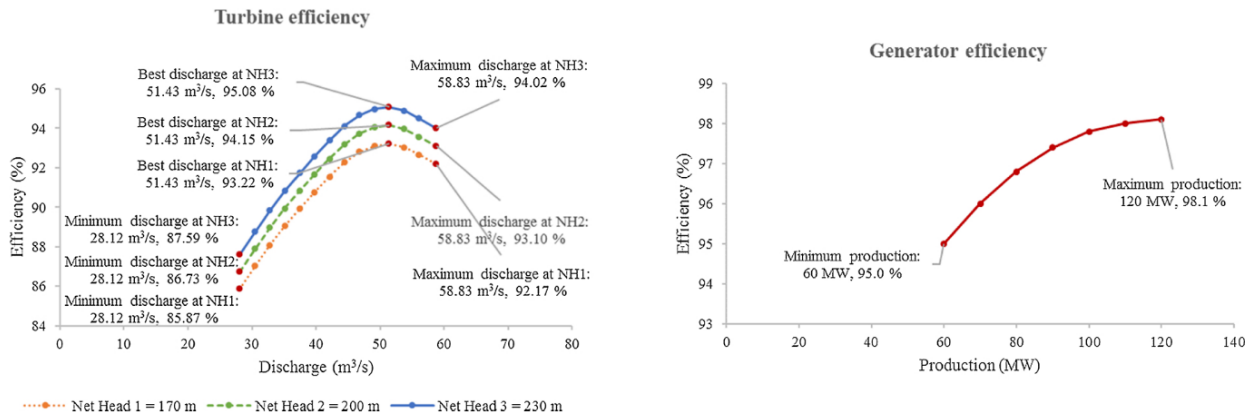 Turbine efficiency
Efficiency (%)
96
94
92
90
88
86
84
0
10
20
30
40
50
60
70
80
Discharge (m³/s)
Best discharge at NH3:
51.43 m³/s, 95.08 %
Best discharge at NH2:
51.43 m³/s, 94.15 %
Best discharge at NH1:
51.43 m³/s, 93.22 %
Minimum discharge at NH3:
28.12 m³/s, 87.59 %
Minimum discharge at NH2:
28.12 m³/s, 86.73 %
Minimum discharge at NH1:
28.12 m³/s, 85.87 %
Maximum discharge at NH3:
58.83 m³/s, 94.02 %
Maximum discharge at NH2:
58.83 m³/s, 93.10 %
Maximum discharge at NH1:
58.83 m³/s, 92.17 %
Net Head 1 = 170 m
Net Head 2 = 200 m
Net Head 3 = 230 m
Generator efficiency
Efficiency (%)
99
98
97
96
95
94
93
0
20
40
60
80
100
120
140
Production (MW)
Minimum production:
60 MW, 95.0 %
Maximum production:
120 MW, 98.1 %